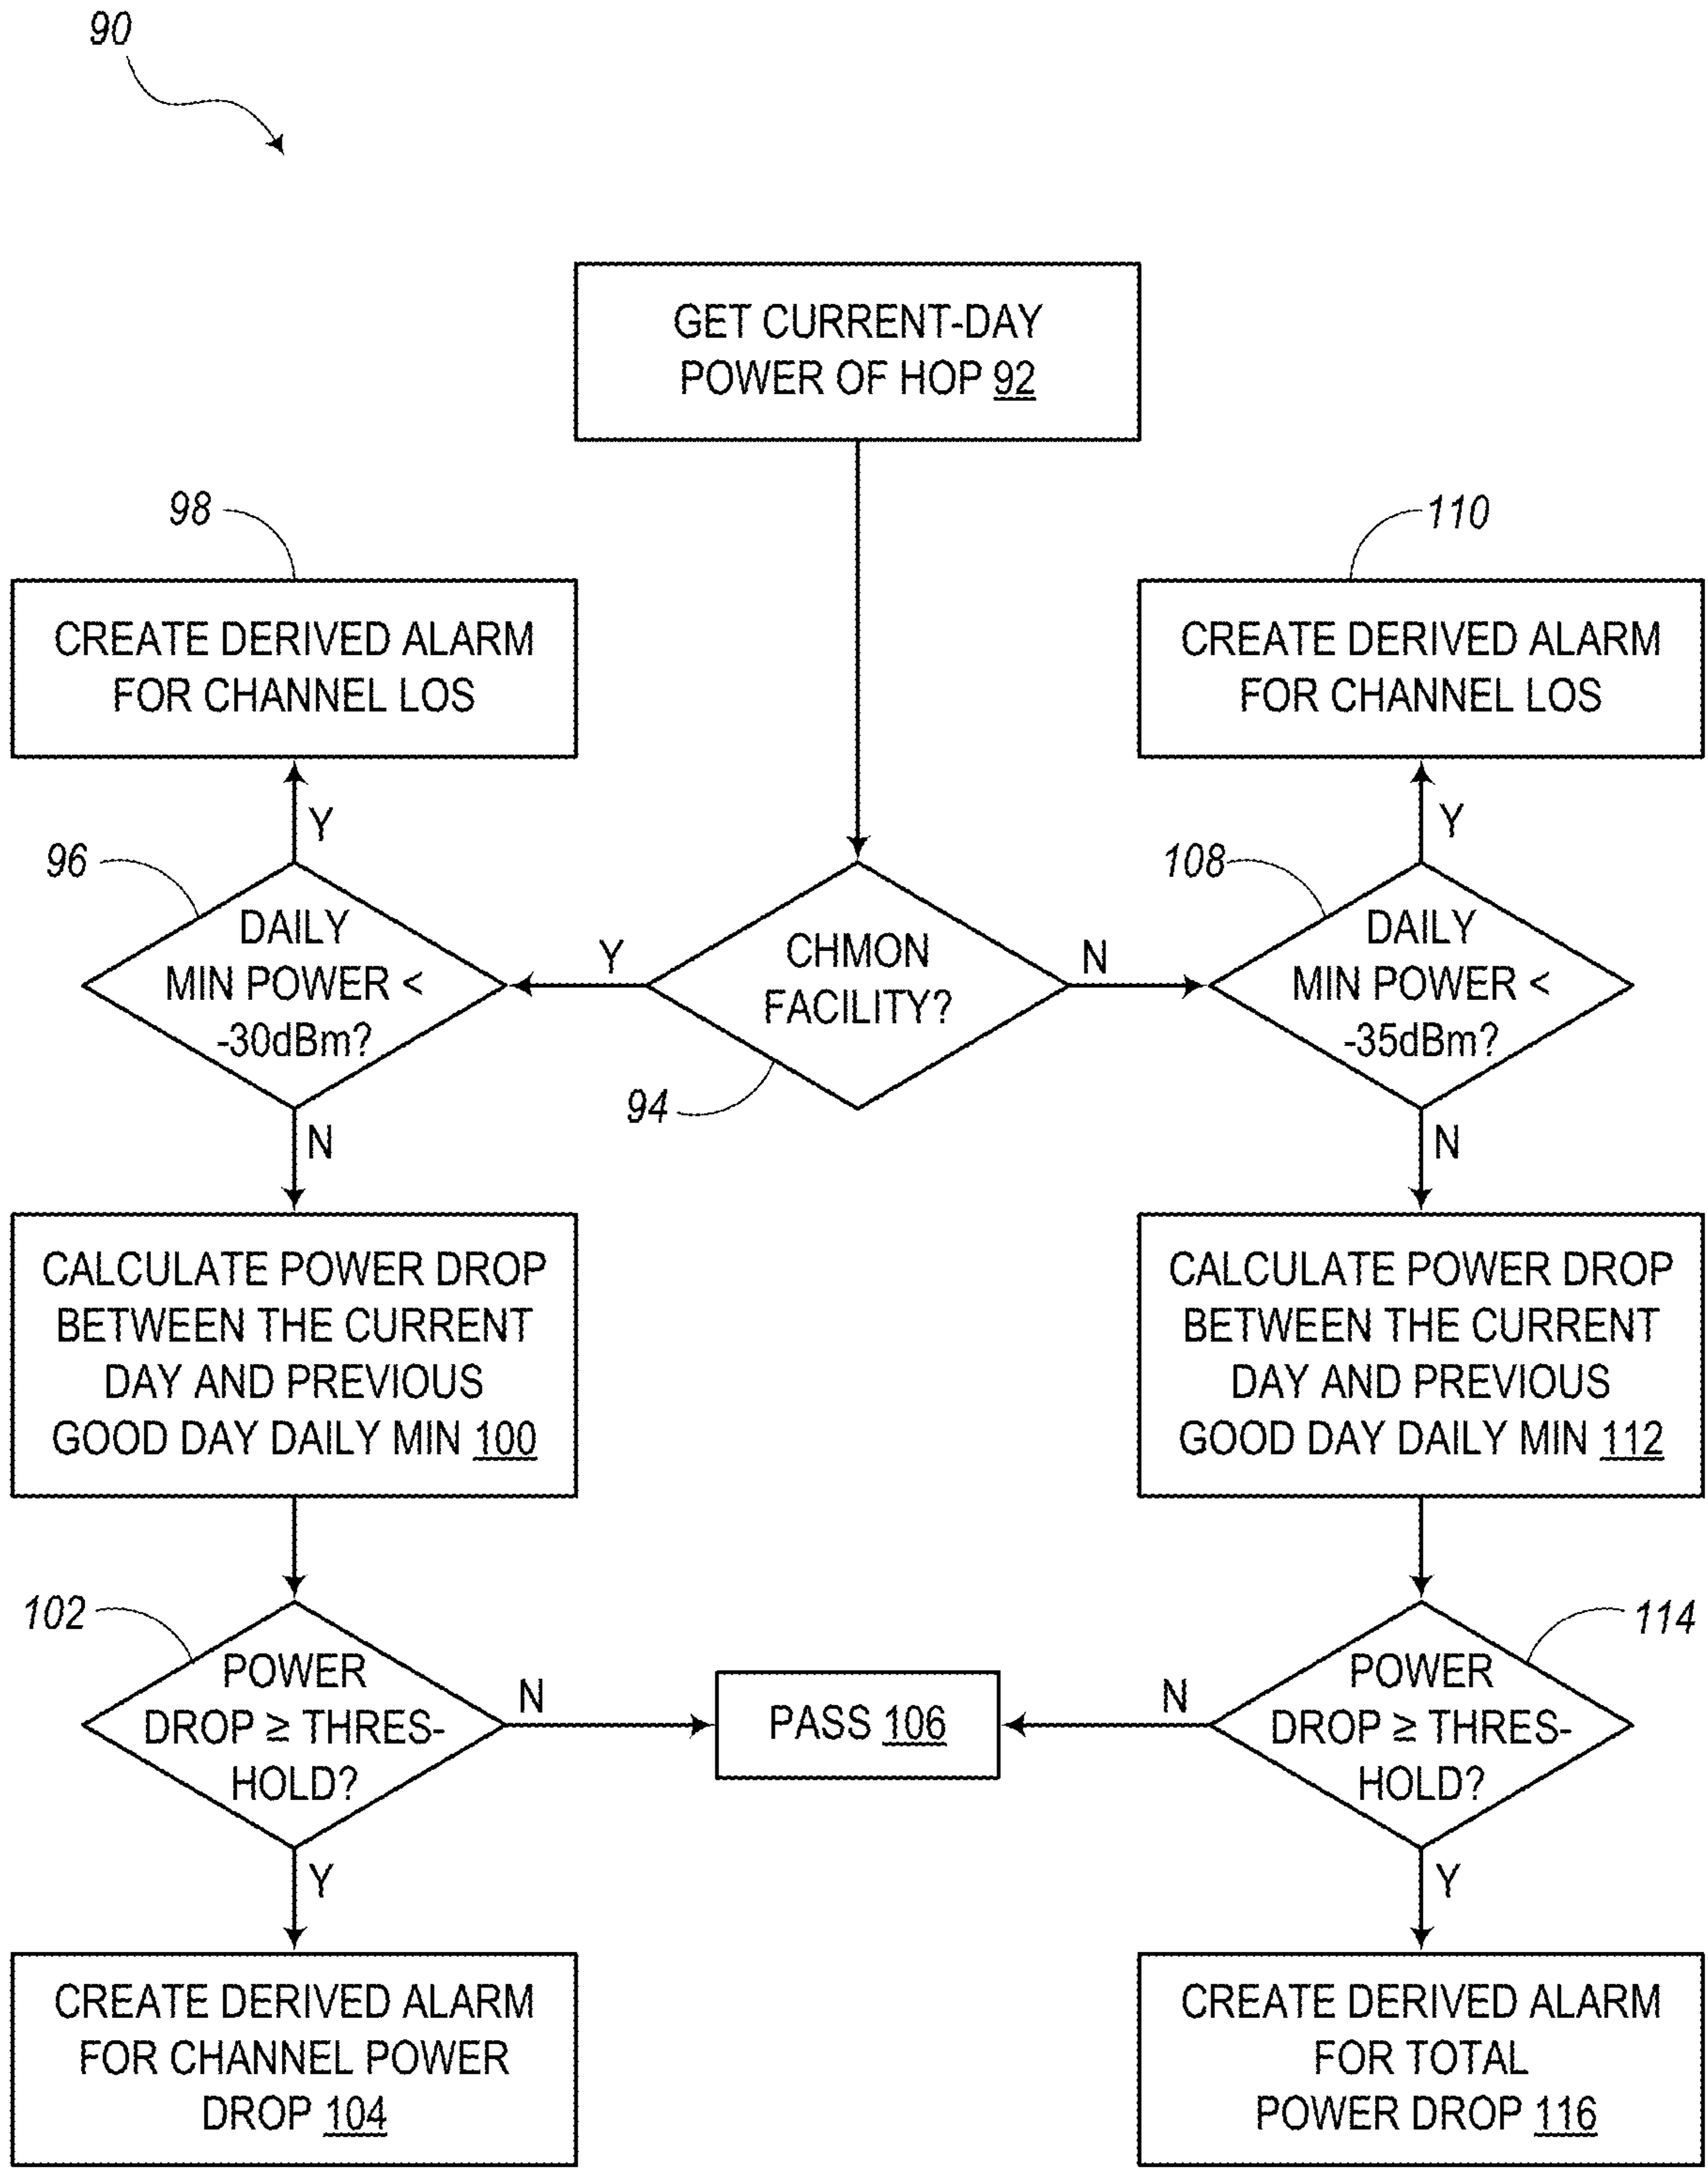 90
GET CURRENT-DAY
POWER OF HOP 92
98
CREATE DERIVED ALARM
FOR CHANNEL LOS
110
CREATE DERIVED ALARM
FOR CHANNEL LOS
Y
Y
96
DAILY
MIN POWER <
-30dBm?
Y
CHMON
FACILITY?
N
94
108
DAILY
MIN POWER <
-35dBm?
N
N
CALCULATE POWER DROP
BETWEEN THE CURRENT
DAY AND PREVIOUS
GOOD DAY DAILY MIN 100
CALCULATE POWER DROP
BETWEEN THE CURRENT
DAY AND PREVIOUS
GOOD DAY DAILY MIN 112
102
POWER
DROP ≥ THRES-
HOLD?
N
PASS 106
N
114
POWER
DROP ≥ THRES-
HOLD?
Y
Y
CREATE DERIVED ALARM
FOR CHANNEL POWER
DROP 104
CREATE DERIVED ALARM
FOR TOTAL
POWER DROP 116